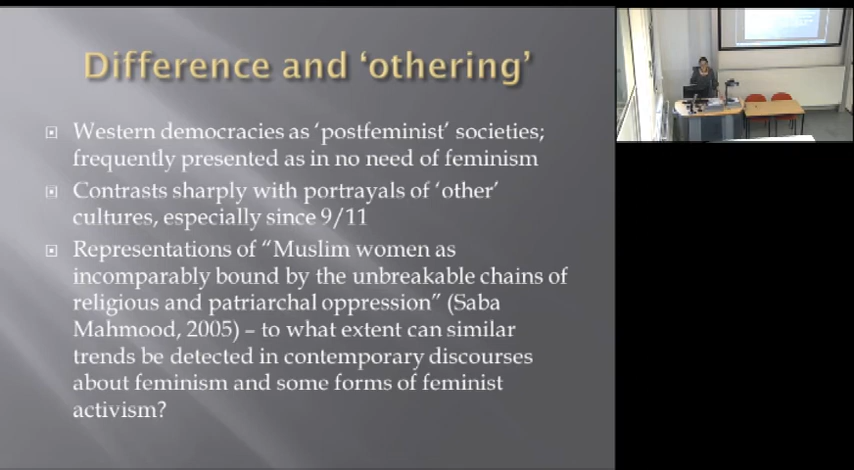 Difference and ‘othering’
Western democracies as ‘postfeminist’ societies;
frequently presented as in no need of feminism
Contrasts sharply with portrayals of ‘other’
cultures, especially since 9/11
Representations of “Muslim women as
incomparably bound by the unbreakable chains of
religious and patriarchal oppression” (Saba
Mahmood, 2005) – to what extent can similar
trends be detected in contemporary discourses
about feminism and some forms of feminist
activism?